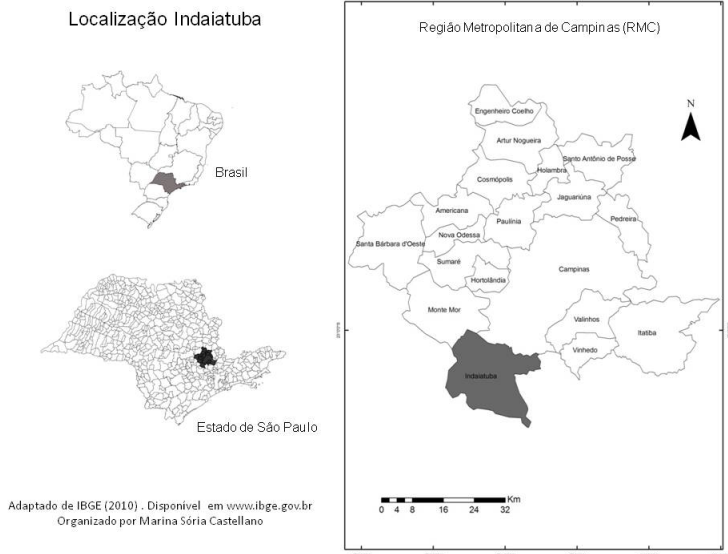 Localização Indaiatuba
Brasil
Estado de São Paulo
Adaptado de IBGE (2010) . Disponível em www.ibge.gov.br
Organizado por Marina Sória Castellano
Região Metropolitana de Campinas (RMC)
N
Engenheiro Coelho
Artur Nogueira
Santo Antônio de Posse
Holambra
Cosmópolis
Jaguariúna
Americana
Paulínia
Pedreira
Nova Odessa
Santa Bárbara d'Oeste
Sumaré
Campinas
Hortolândia
Monte Mor
Valinhos
Itatiba
Vinhedo
Indaiatuba
Km
0 4 8 16 24 32